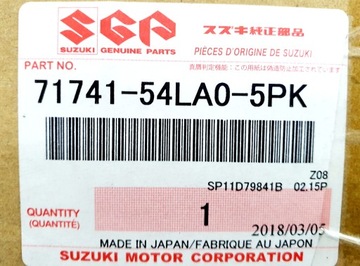 SGP
スズキ純正部品
SUZUKI
GENUINE PARTS
PIÈCES D'ORIGINE DE SUZUKI
PART NO.
71741-54LA0-5PK
Z08
SP11D79841B 02.15P
QUANTITY
(QUANTITÉ)
1
2018/03/05
MADE IN JAPAN/FABRIQUE AU JAPON
SUZUKI MOTOR CORPORATION